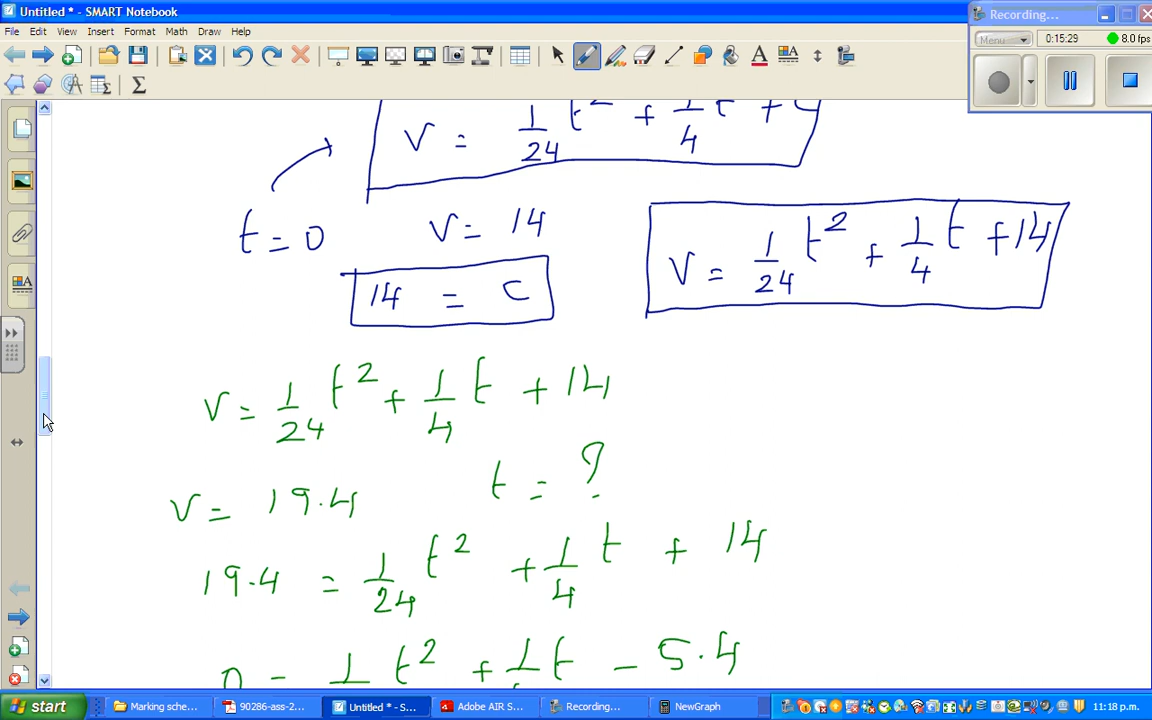 Untitled * - SMART Notebook
Recording...
File Edit View Insert Format Math Draw Help
Menu
0:15:29
8.0 fps
v = 1/24 t² + 1/4 t + C
t = 0 v = 14
14 = C
v = 1/24 t² + 1/4 t + 14
v = 1/24 t² + 1/4 t + 14
v = 19.4 t = ?
19.4 = 1/24 t² + 1/4 t + 14
0 = 1 t² + 1 t - 5.4
start
Marking sche...
90286-ass-2...
Untitled * - S...
Adobe AIR S...
Recording...
NewGraph
11:18 p.m.